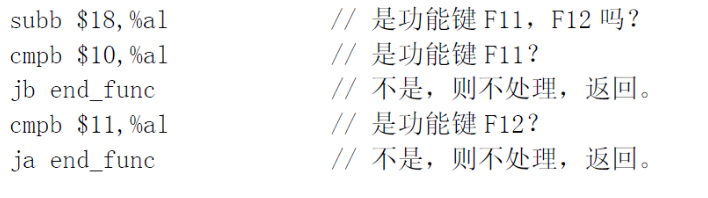 subb $18,%al // 是功能键 F11，F12 吗？
cmpb $10,%al // 是功能键 F11？
jb end_func // 不是，则不处理，返回。
cmpb $11,%al // 是功能键 F12？
ja end_func // 不是，则不处理，返回。